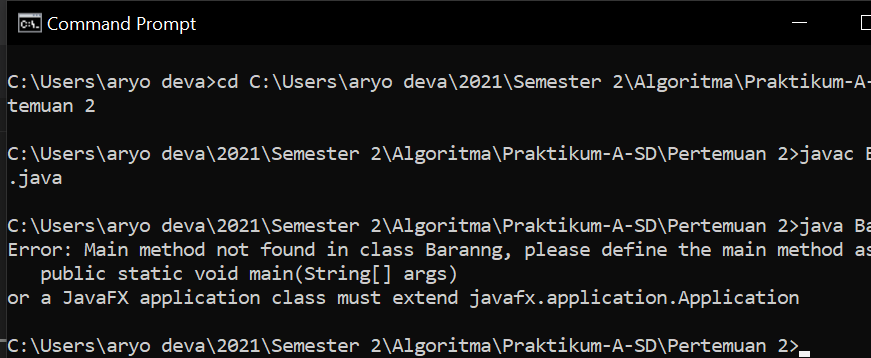 Command Prompt
C:\Users\aryo deva>cd C:\Users\aryo deva\2021\Semester 2\Algoritma\Praktikum-A-
temuan 2
C:\Users\aryo deva\2021\Semester 2\Algoritma\Praktikum-A-SD\Pertemuan 2>javac
.java
C:\Users\aryo deva\2021\Semester 2\Algoritma\Praktikum-A-SD\Pertemuan 2>java Ba
Error: Main method not found in class Baranng, please define the main method as
public static void main(String[] args)
or a JavaFX application class must extend javafx.application.Application
C:\Users\aryo deva\2021\Semester 2\Algoritma\Praktikum-A-SD\Pertemuan 2>